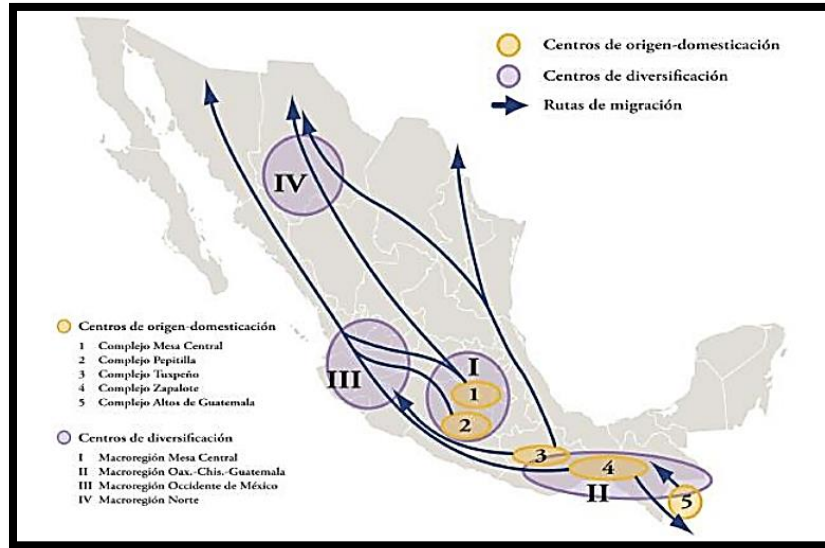 Centros de origen-domesticación
Centros de diversificación
Rutas de migración
IV
I
1
III
2
3
4
II
5
Centros de origen-domesticación
1 Complejo Mesa Central
2 Complejo Pepitilla
3 Complejo Tuxpeño
4 Complejo Zapalote
5 Complejo Altos de Guatemala
Centros de diversificación
I Macroregión Mesa Central
II Macroregión Oax.-Chis.-Guatemala
III Macroregión Occidente de México
IV Macroregión Norte